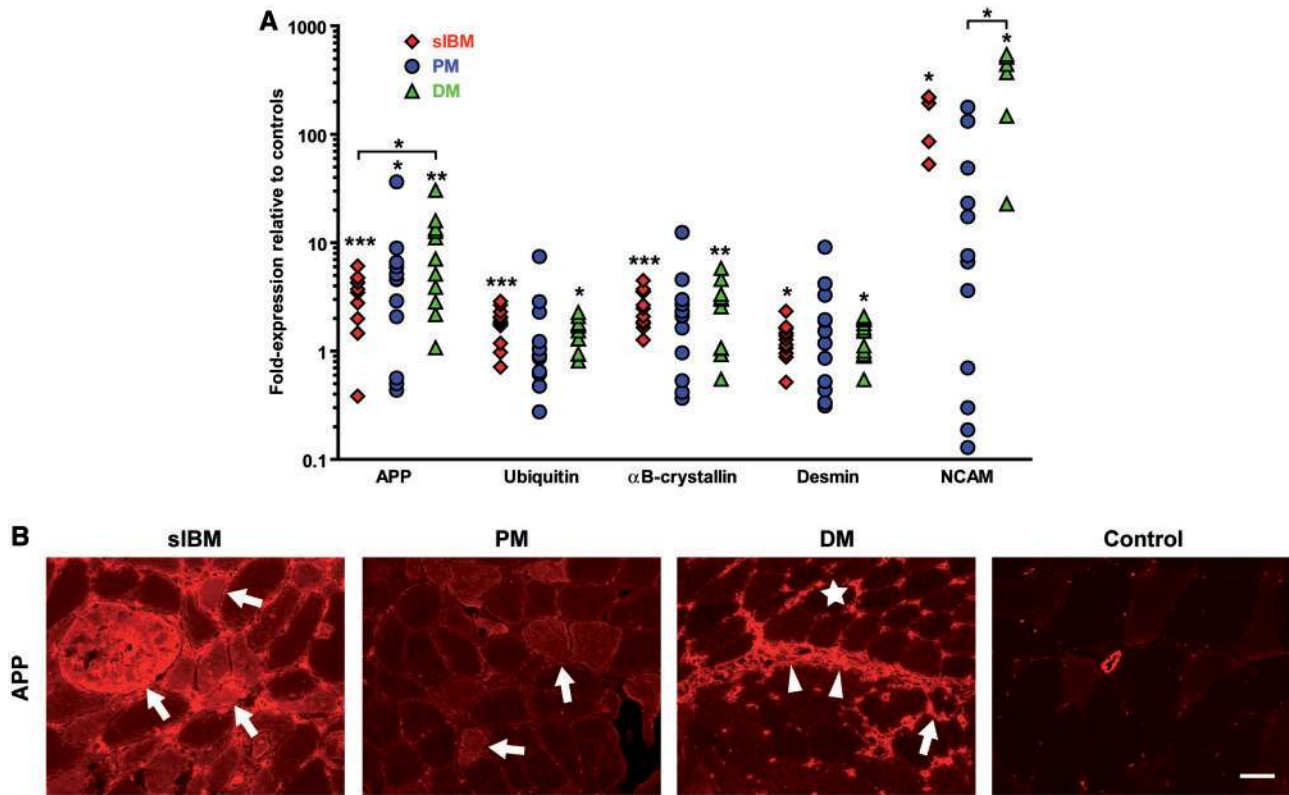 A
1000
100
10
1
0.1
Fold-expression relative to controls
sIBM
PM
DM
*** * ** *
*** *
*** **
* *
* * *
APP Ubiquitin αB-crystallin Desmin NCAM
B
sIBM PM DM Control
APP